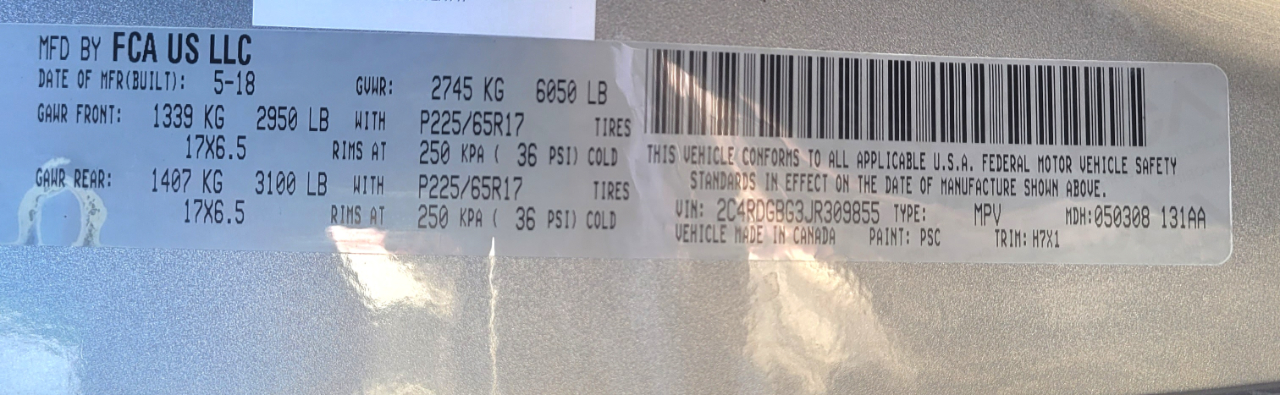 MFD BY FCA US LLC
DATE OF MFR(BUILT): 5-18 GVWR: 2745 KG 6050 LB
GAWR FRONT: 1339 KG 2950 LB WITH P225/65R17 TIRES
17X6.5 RIMS AT 250 KPA ( 36 PSI) COLD
GAWR REAR: 1407 KG 3100 LB WITH P225/65R17 TIRES
17X6.5 RIMS AT 250 KPA ( 36 PSI) COLD
THIS VEHICLE CONFORMS TO ALL APPLICABLE U.S.A. FEDERAL MOTOR VEHICLE SAFETY
STANDARDS IN EFFECT ON THE DATE OF MANUFACTURE SHOWN ABOVE.
VIN: 2C4RDGBG3JR309855 TYPE: MPV MDH:050308 131AA
VEHICLE MADE IN CANADA PAINT: PSC TRIM: H7X1